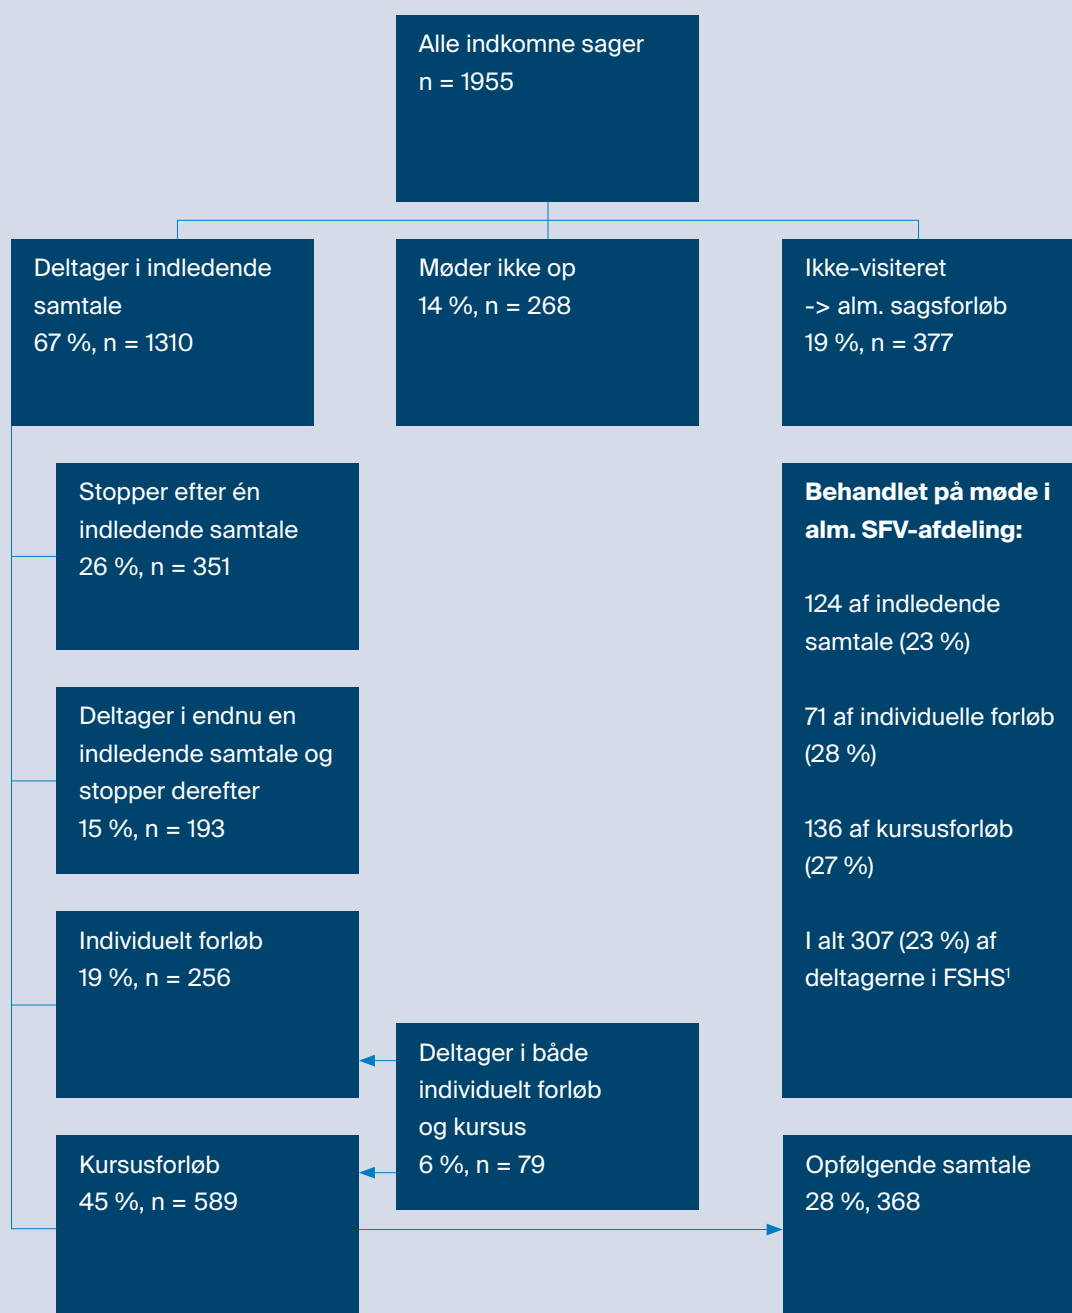 Alle indkomne sager
n = 1955
Deltager i indledende
samtale
67 %, n = 1310
Møder ikke op
14 %, n = 268
Ikke-visiteret
-> alm. sagsforløb
19 %, n = 377
Stopper efter én
indledende samtale
26 %, n = 351
Deltager i endnu en
indledende samtale og
stopper derefter
15 %, n = 193
Individuelt forløb
19 %, n = 256
Deltager i både
individuelt forløb
og kursus
6 %, n = 79
Kursusforløb
45 %, n = 589
Behandlet på møde i
alm. SFV-afdeling:
124 af indledende
samtale (23 %)
71 af individuelle forløb
(28 %)
136 af kursusforløb
(27 %)
I alt 307 (23 %) af
deltagerne i FSHS¹
Opfølgende samtale
28 %, 368